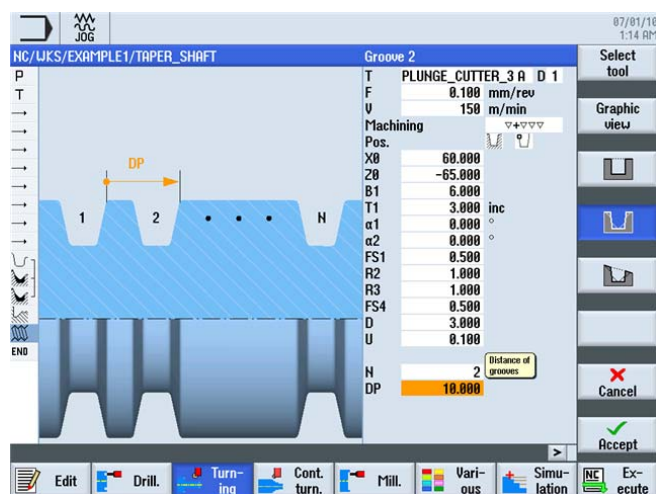 JOG
07/01/10
1:14 AM
NC/WKS/EXAMPLE1/TAPER_SHAFT
Groove 2
Select tool
P
T
END
DP
1
2
N
T PLUNGE_CUTTER_3 A D 1
F 0.100 mm/rev
V 150 m/min
Machining ▽+▽▽▽
Pos.
X0 60.000
Z0 -65.000
B1 6.000
T1 3.000 inc
α1 0.000 °
α2 0.000 °
FS1 0.500
R2 1.000
R3 1.000
FS4 0.500
D 3.000
U 0.100
N 2
Distance of
grooves
DP 10.000
Graphic
view
Cancel
Accept
>
Edit
Drill.
Turn-
ing
Cont.
turn.
Mill.
Vari-
ous
Simu-
lation
NC
Ex-
ecute